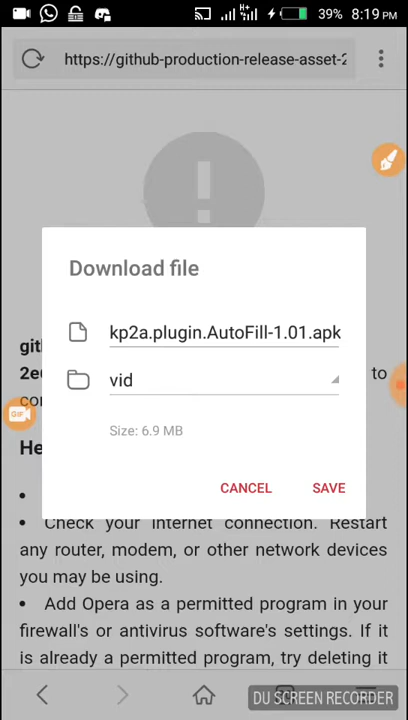 39% 8:19 PM
https://github-production-release-asset-2
Download file
kp2a.plugin.AutoFill-1.01.apk
vid
Size: 6.9 MB
CANCEL SAVE
to
GIF
He
Check your internet connection. Restart
any router, modem, or other network devices
you may be using.
Add Opera as a permitted program in your
firewall's or antivirus software's settings. If it
is already a permitted program, try deleting it
DU SCREEN RECORDER